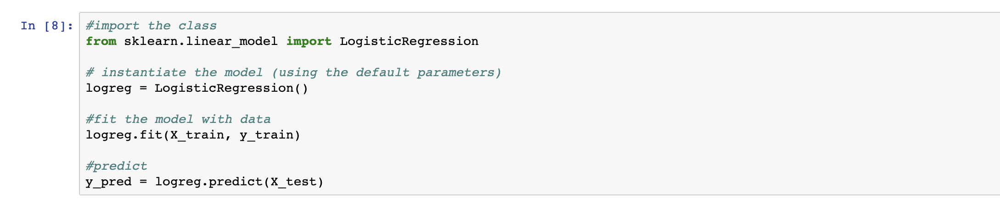 In [8]: #import the class
from sklearn.linear_model import LogisticRegression
# instantiate the model (using the default parameters)
logreg = LogisticRegression()
#fit the model with data
logreg.fit(X_train, y_train)
#predict
y_pred = logreg.predict(X_test)